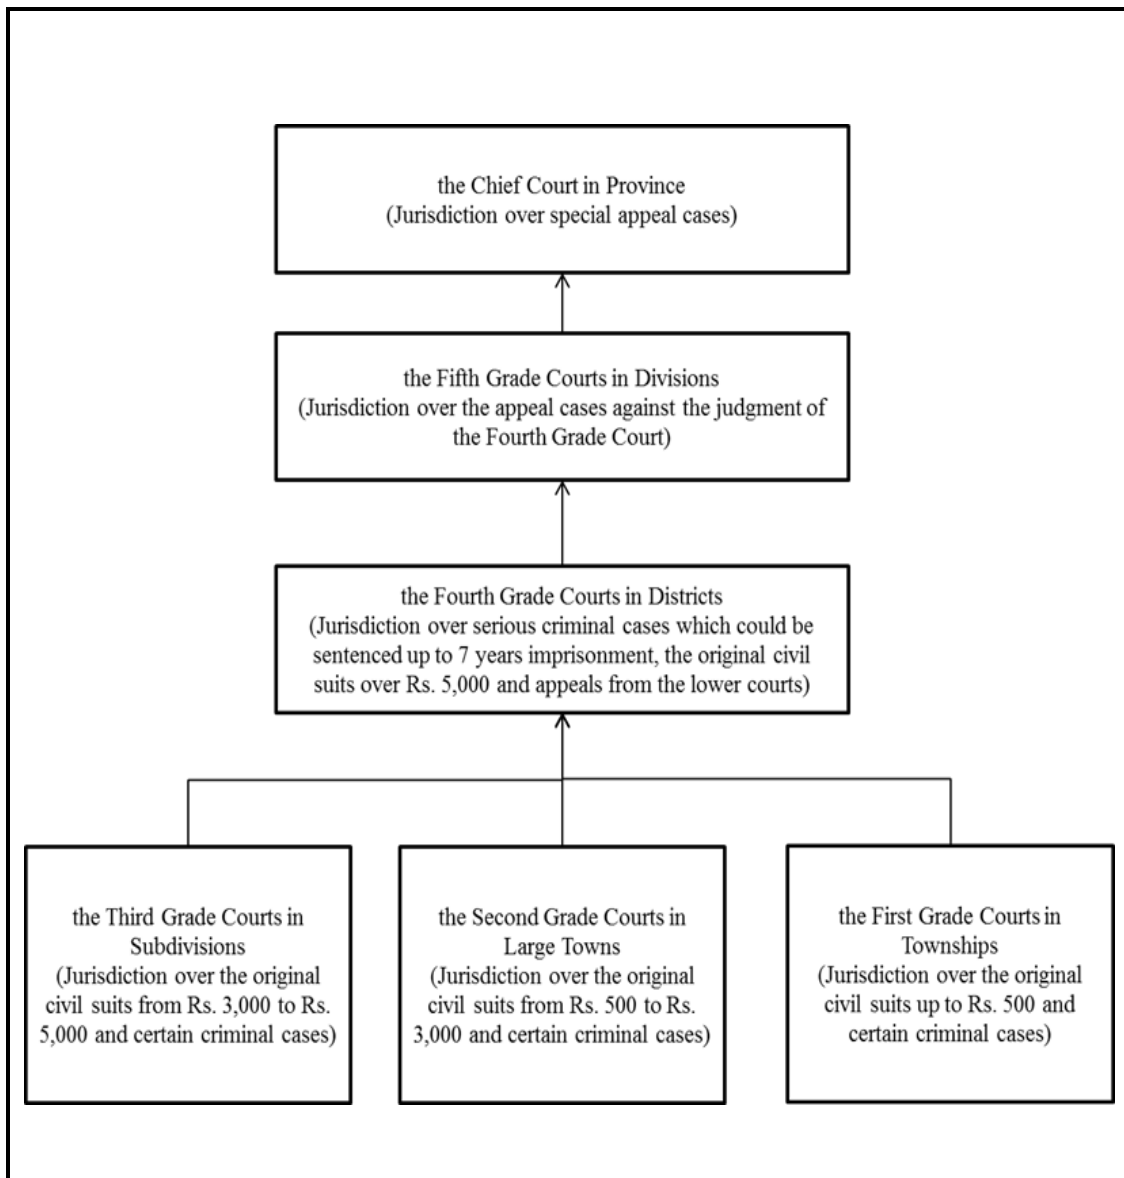 the Chief Court in Province
(Jurisdiction over special appeal cases)
the Fifth Grade Courts in Divisions
(Jurisdiction over the appeal cases against the judgment of
the Fourth Grade Court)
the Fourth Grade Courts in Districts
(Jurisdiction over serious criminal cases which could be
sentenced up to 7 years imprisonment, the original civil
suits over Rs. 5,000 and appeals from the lower courts)
the Third Grade Courts in
Subdivisions
(Jurisdiction over the original
civil suits from Rs. 3,000 to Rs.
5,000 and certain criminal cases)
the Second Grade Courts in
Large Towns
(Jurisdiction over the original
civil suits from Rs. 500 to Rs.
3,000 and certain criminal cases)
the First Grade Courts in
Townships
(Jurisdiction over the original
civil suits up to Rs. 500 and
certain criminal cases)